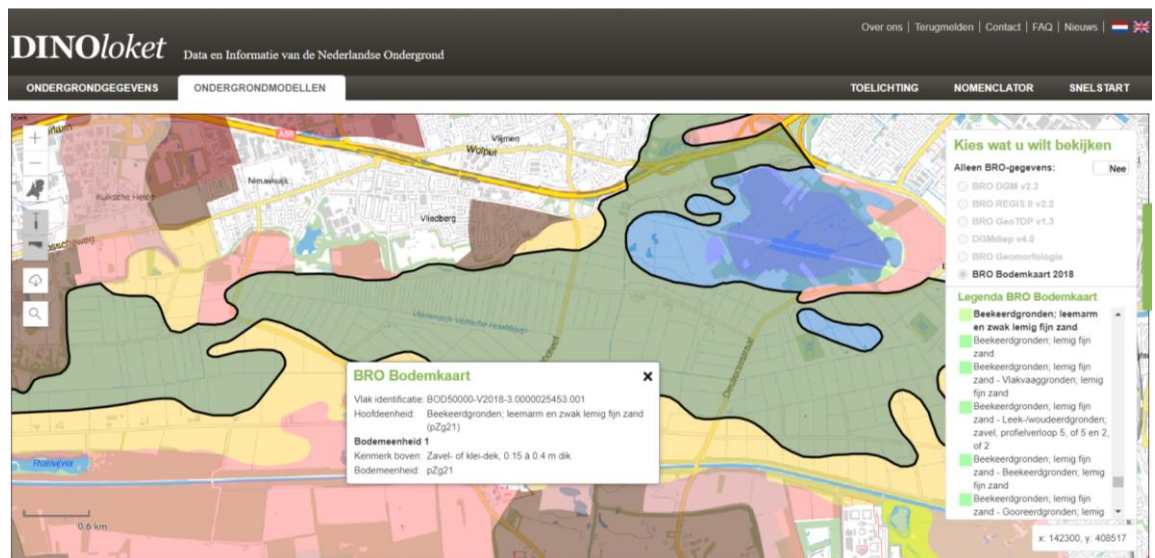 Over ons | Terugmelden | Contact | FAQ | Nieuws |
DINOloket Data en Informatie van de Nederlandse Ondergrond
ONDERGRONDGEGEVENS ONDERGRONDMODELLEN TOELICHTING NOMENCLATOR SNELSTART
Vlijmen
Wolput
Nieuwkuijk
Vliedberg
Vlijmensch Ventsche Hoofdloop
Roeivijver
0.6 km
Kies wat u wilt bekijken
Alleen BRO-gegevens: Nee
BRO DGM v2.2
BRO REGIS II v2.2
BRO GeoTOP v1.3
DGMdiep v4.0
BRO Geomorfologie
BRO Bodemkaart 2018
Legenda BRO Bodemkaart
Beekeerdgronden; leemarm
en zwak lemig fijn zand
Beekeerdgronden; lemig fijn
zand
Beekeerdgronden; lemig fijn
zand - Vlakvaaggronden; lemig
fijn zand
Beekeerdgronden; lemig fijn
zand - Leek-/woudeerdgronden;
zavel, profielverloop 5, of 5 en 2,
of 2
Beekeerdgronden; lemig fijn
zand - Beekeerdgronden; lemig
fijn zand
Beekeerdgronden; lemig fijn
zand - Gooreerdgronden; lemig
x: 142300, y: 408517
BRO Bodemkaart
Vlak identificatie: BOD50000-V2018-3.0000025453.001
Hoofdeenheid: Beekeerdgronden; leemarm en zwak lemig fijn zand
(pZg21)
Bodemeenheid 1
Kenmerk boven: Zavel- of klei-dek, 0.15 à 0.4 m dik
Bodemeenheid: pZg21